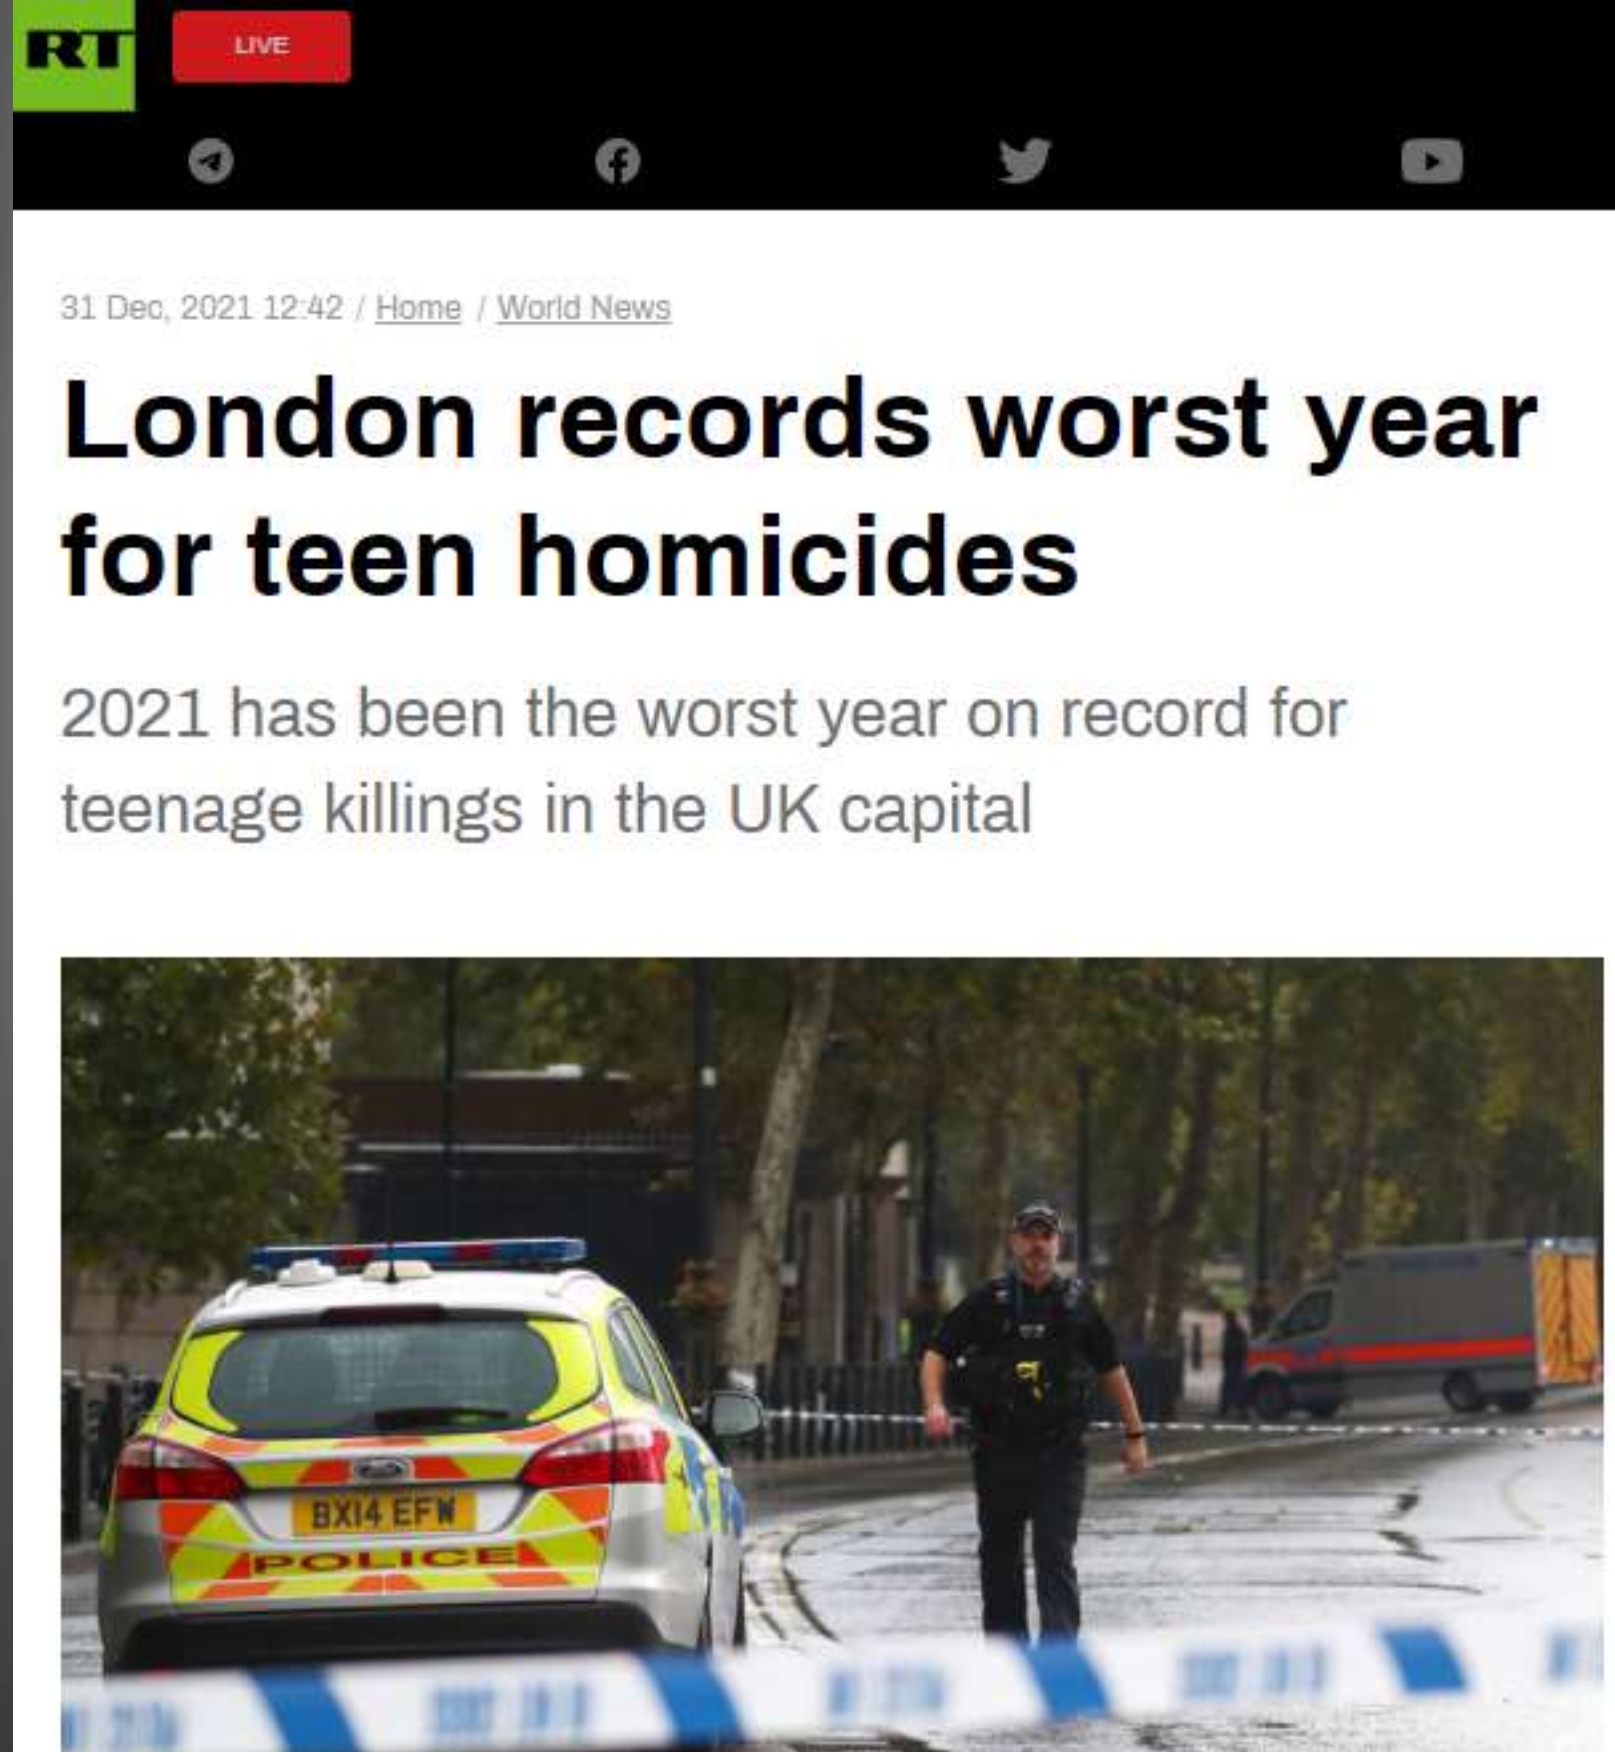 RT
LIVE
31 Dec, 2021 12:42 / Home / World News
London records worst year
for teen homicides
2021 has been the worst year on record for
teenage killings in the UK capital
BX14 EFW
POLICE